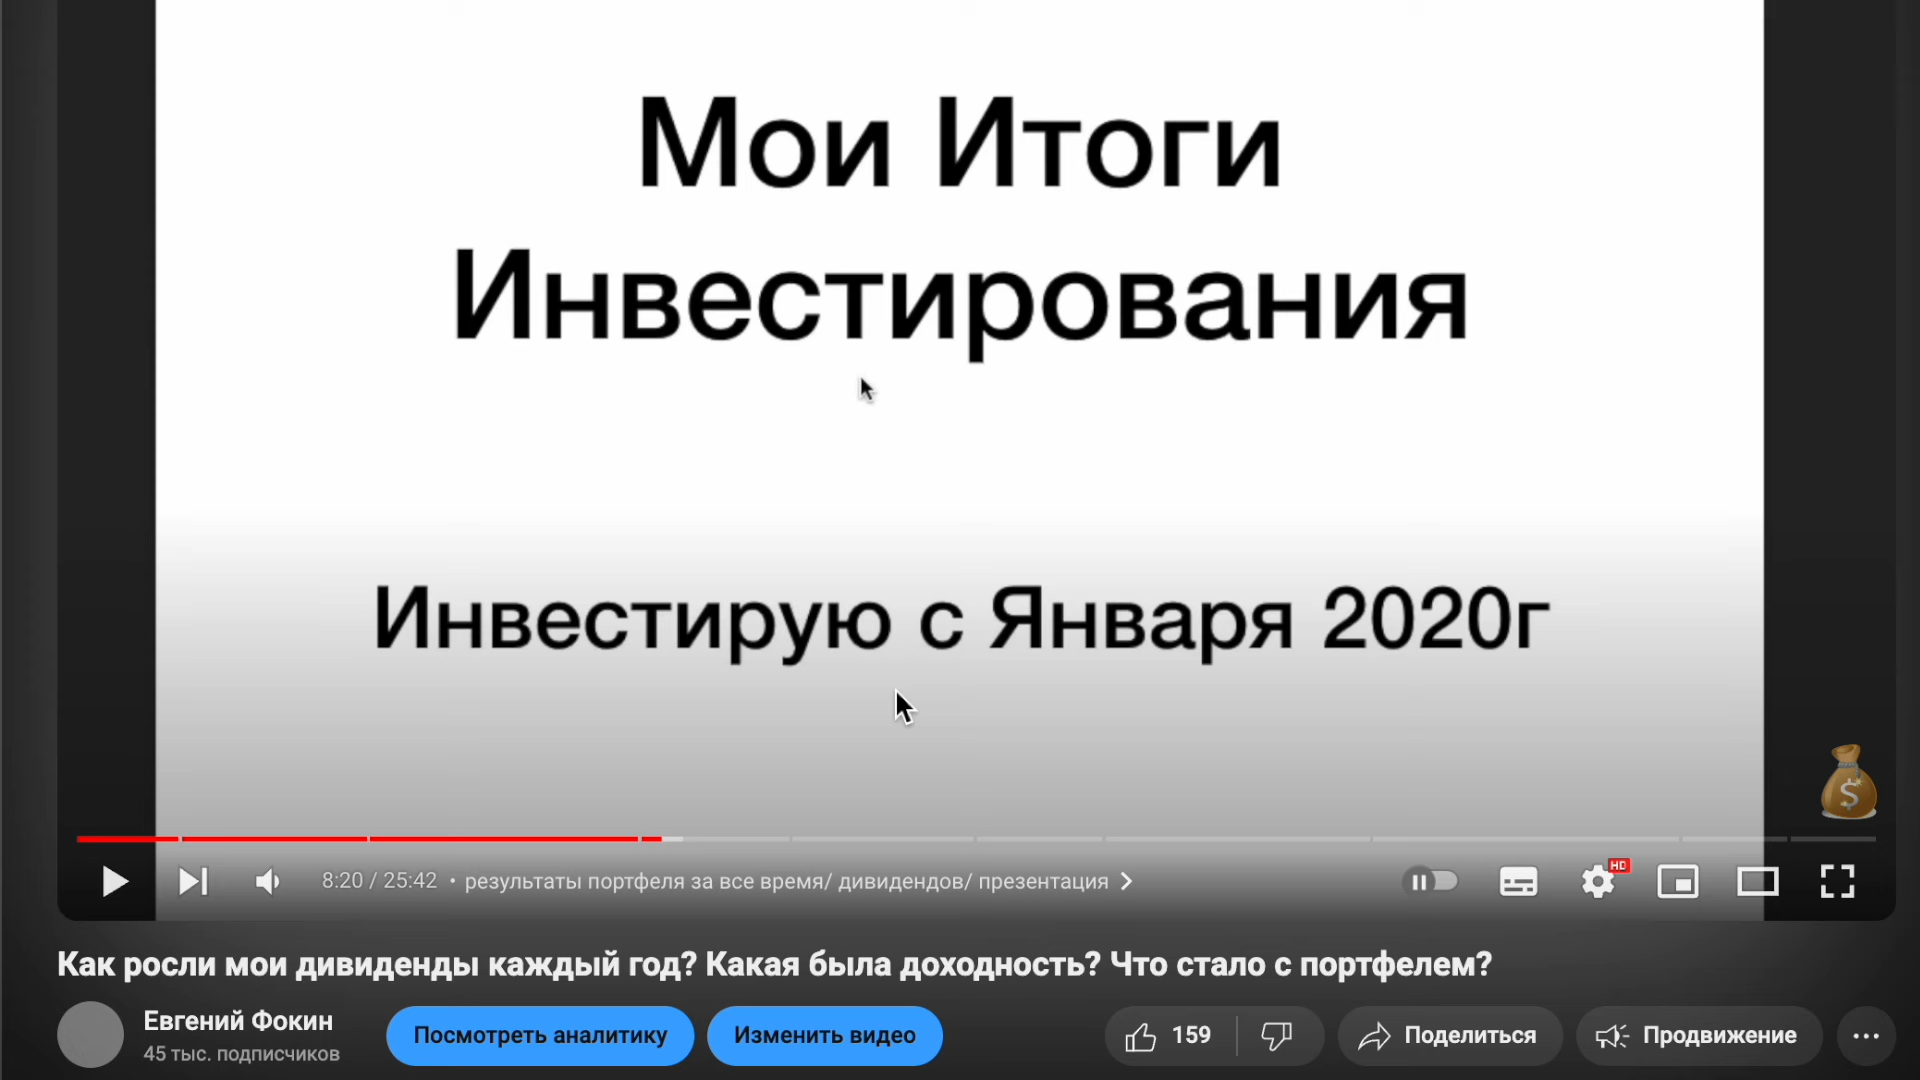 Мои Итоги
Инвестирования
Инвестирую с Января 2020г
$
8:20 / 25:42 • результаты портфеля за все время/ дивидендов/ презентация
HD
Как росли мои дивиденды каждый год? Какая была доходность? Что стало с портфелем?
Евгений Фокин
45 тыс. подписчиков
Посмотреть аналитику
Изменить видео
159
Поделиться
Продвижение